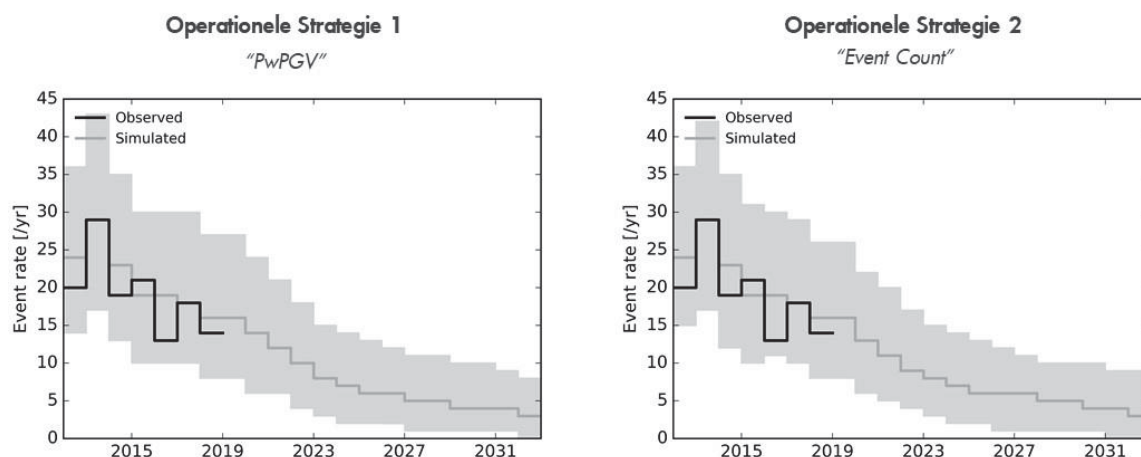 Operationele Strategie 1
"PwPGV"
45
40
35
30
25
20
15
10
5
0
Event rate [/yr]
Observed
Simulated
2015 2019 2023 2027 2031
Operationele Strategie 2
"Event Count"
45
40
35
30
25
20
15
10
5
0
Event rate [/yr]
Observed
Simulated
2015 2019 2023 2027 2031